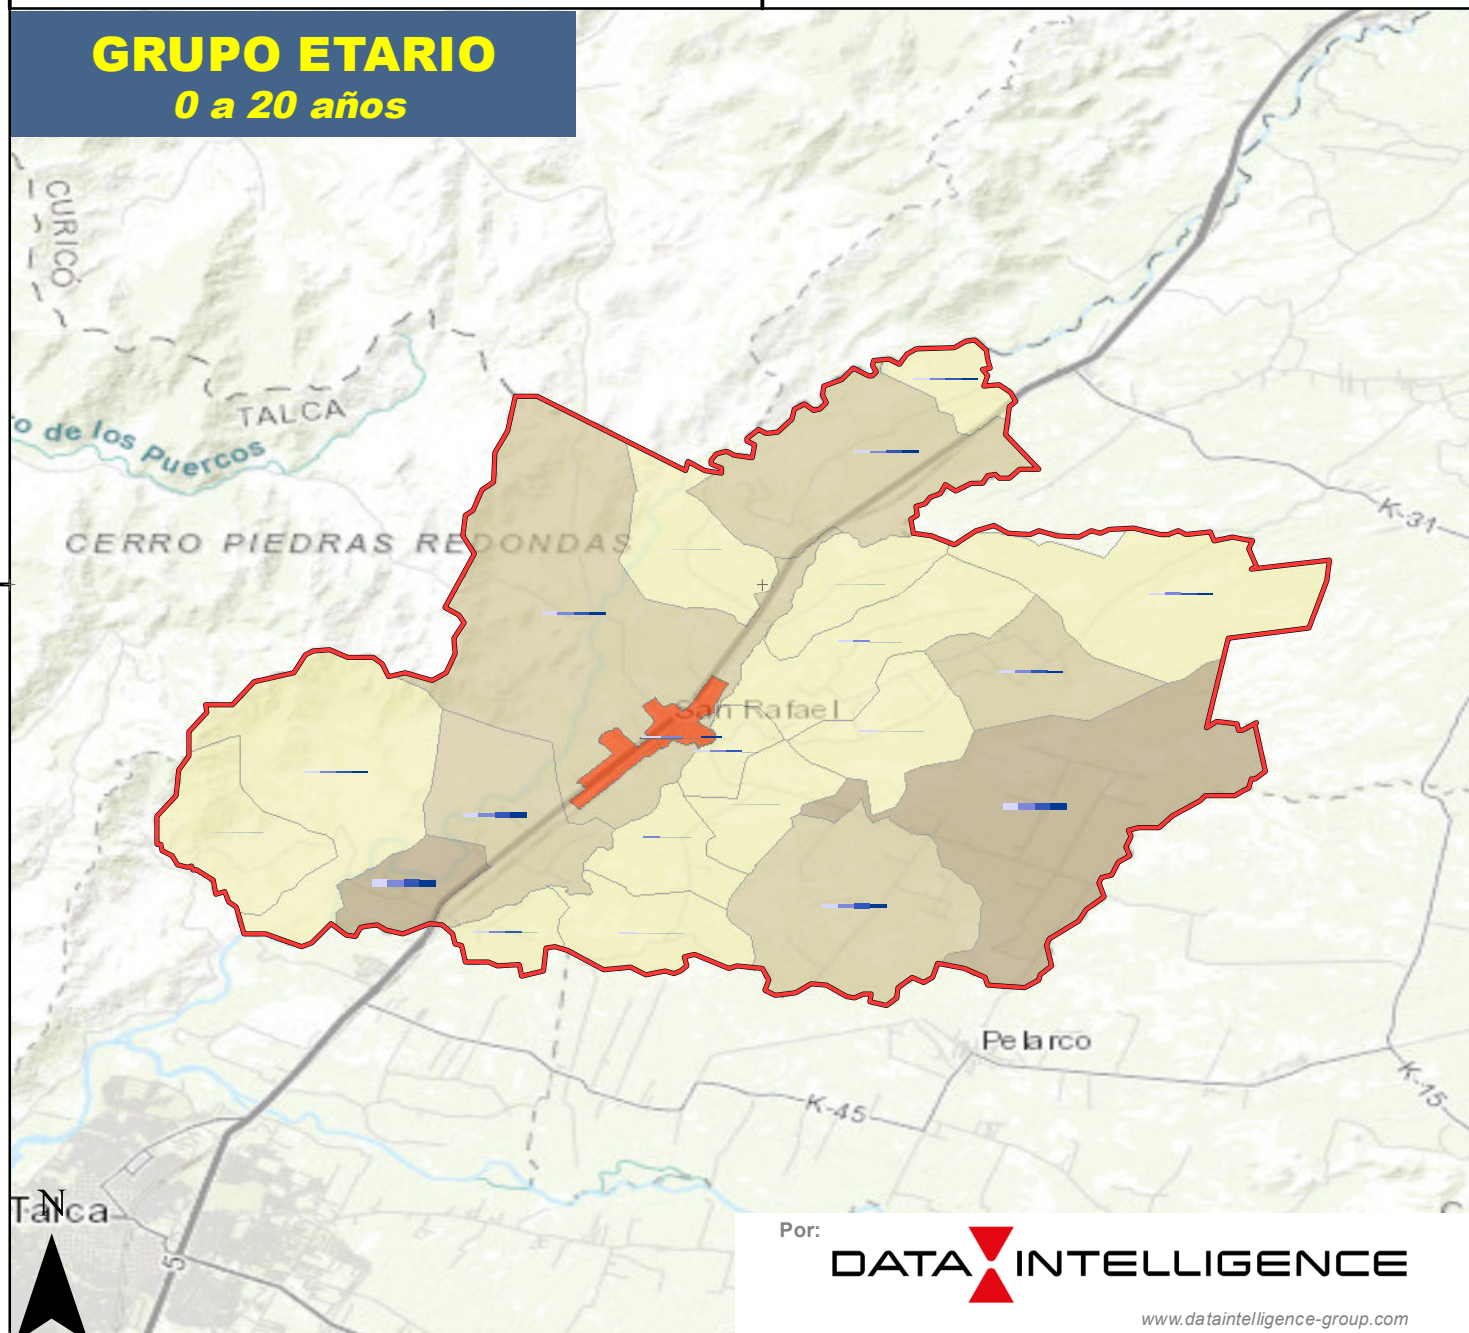 GRUPO ETARIO
0 a 20 años
CURICÓ
TALCA
o de los Puercos
CERRO PIEDRAS REDONDAS
K-31
San Rafael
Pelarco
K-45
K-15
Talca
N
5
Por:
DATA INTELLIGENCE
www.dataintelligence-group.com